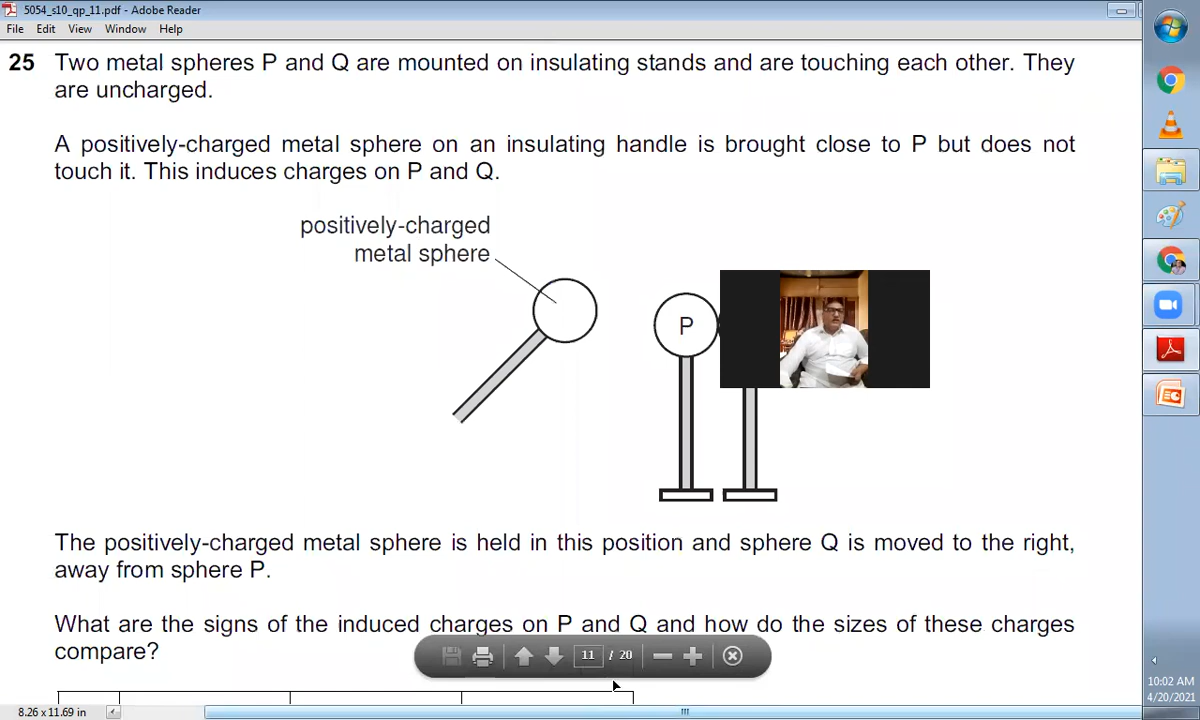 5054_s10_qp_11.pdf - Adobe Reader
File Edit View Window Help
25 Two metal spheres P and Q are mounted on insulating stands and are touching each other. They
are uncharged.
A positively-charged metal sphere on an insulating handle is brought close to P but does not
touch it. This induces charges on P and Q.
positively-charged
metal sphere
P
The positively-charged metal sphere is held in this position and sphere Q is moved to the right,
away from sphere P.
What are the signs of the induced charges on P and Q and how do the sizes of these charges
compare?
11 / 20
8.26 x 11.69 in
10:02 AM
4/20/2021